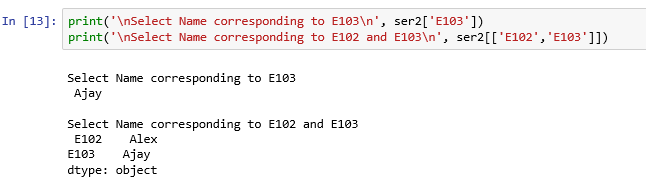 In [13]: print('\nSelect Name corresponding to E103\n', ser2['E103'])
print('\nSelect Name corresponding to E102 and E103\n', ser2[['E102','E103']])
Select Name corresponding to E103
Ajay
Select Name corresponding to E102 and E103
E102    Alex
E103    Ajay
dtype: object